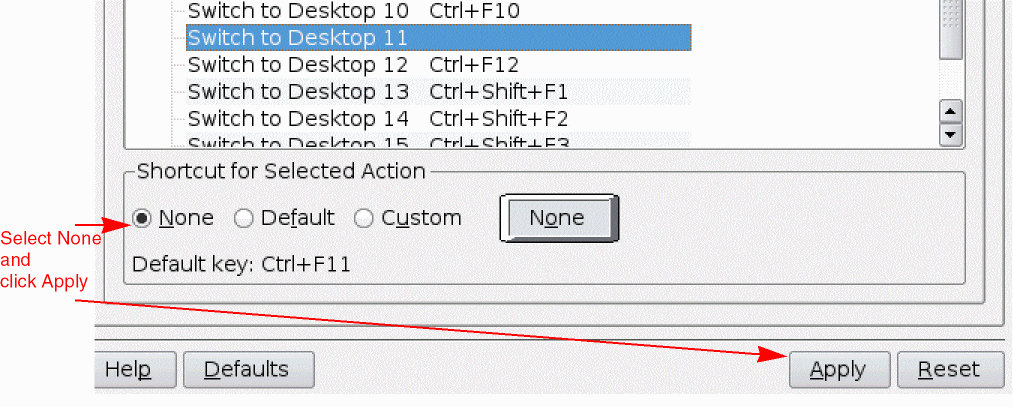 Switch to Desktop 10 Ctrl+F10
Switch to Desktop 11
Switch to Desktop 12 Ctrl+F12
Switch to Desktop 13 Ctrl+Shift+F1
Switch to Desktop 14 Ctrl+Shift+F2
Switch to Desktop 15 Ctrl+Shift+F3
Shortcut for Selected Action
None Default Custom None
Select None
and
click Apply
Default key: Ctrl+F11
Help Defaults Apply Reset